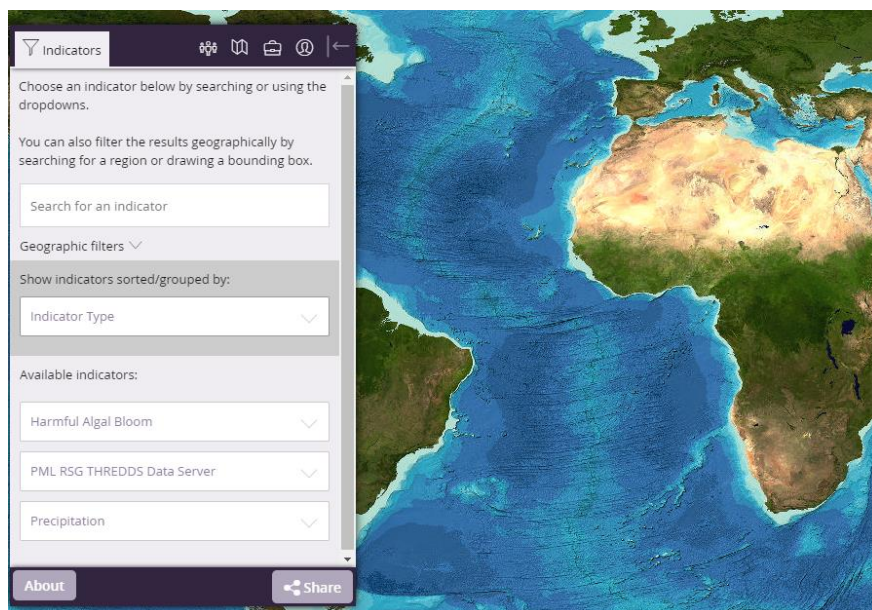 Indicators
Choose an indicator below by searching or using the
dropdowns.
You can also filter the results geographically by
searching for a region or drawing a bounding box.
Search for an indicator
Geographic filters
Show indicators sorted/grouped by:
Indicator Type
Available indicators:
Harmful Algal Bloom
PML RSG THREDDS Data Server
Precipitation
About
Share